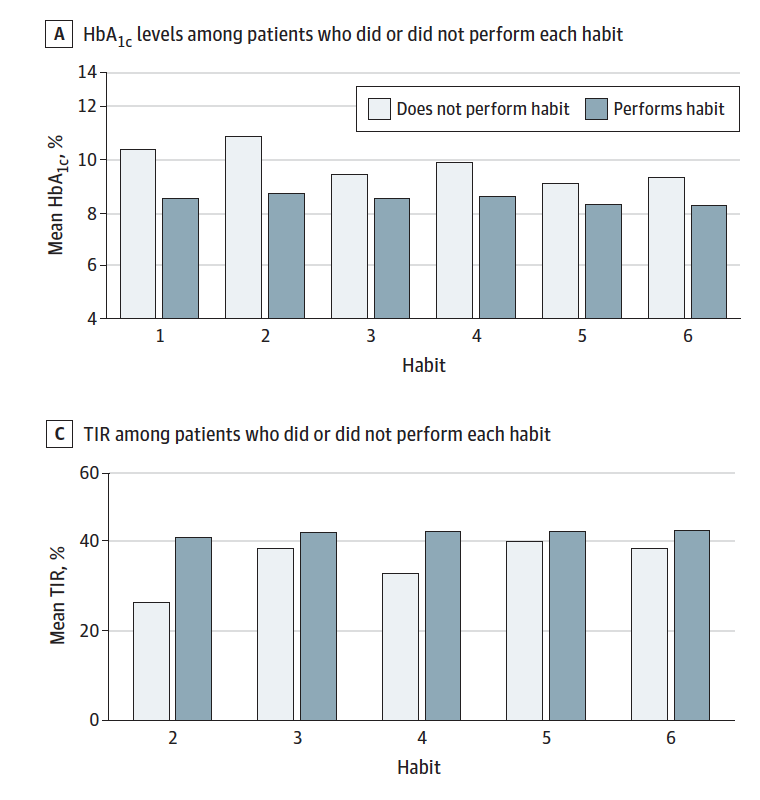 A HbA1c levels among patients who did or did not perform each habit
Does not perform habit Performs habit
Mean HbA1c, %
14
12
10
8
6
4
1 2 3 4 5 6
Habit
C TIR among patients who did or did not perform each habit
Mean TIR, %
60
40
20
0
2 3 4 5 6
Habit